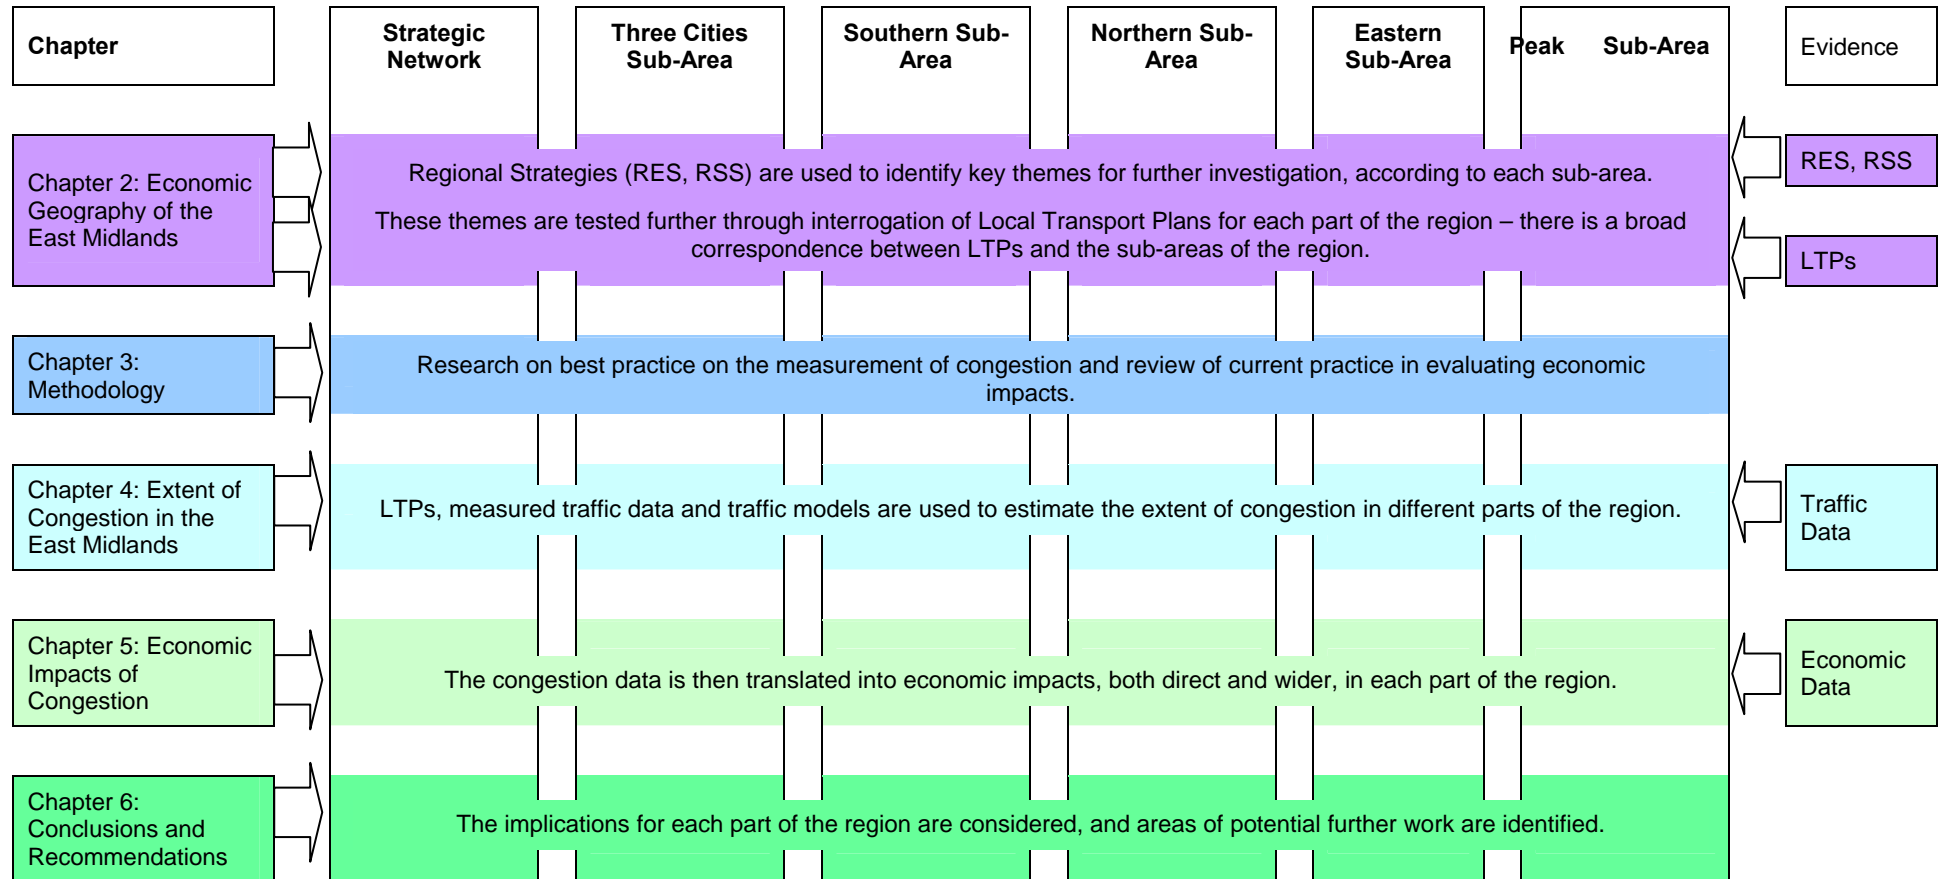 Chapter
Strategic
Network
Three Cities
Sub-Area
Southern Sub-
Area
Northern Sub-
Area
Eastern
Sub-Area
Peak Sub-Area
Evidence
Chapter 2: Economic
Geography of the
East Midlands
Regional Strategies (RES, RSS) are used to identify key themes for further investigation, according to each sub-area.
These themes are tested further through interrogation of Local Transport Plans for each part of the region – there is a broad
correspondence between LTPs and the sub-areas of the region.
RES, RSS
LTPs
Chapter 3:
Methodology
Research on best practice on the measurement of congestion and review of current practice in evaluating economic
impacts.
Chapter 4: Extent of
Congestion in the
East Midlands
LTPs, measured traffic data and traffic models are used to estimate the extent of congestion in different parts of the region.
Traffic
Data
Chapter 5: Economic
Impacts of
Congestion
The congestion data is then translated into economic impacts, both direct and wider, in each part of the region.
Economic
Data
Chapter 6:
Conclusions and
Recommendations
The implications for each part of the region are considered, and areas of potential further work are identified.